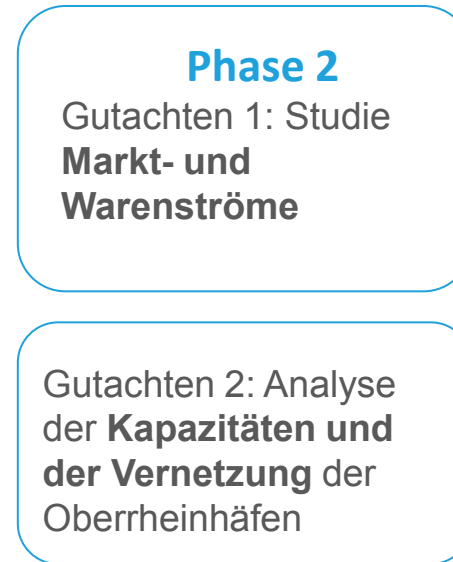 Phase 2
Gutachten 1: Studie
Markt- und
Warenströme
Gutachten 2: Analyse
der Kapazitäten und
der Vernetzung der
Oberrheinhäfen